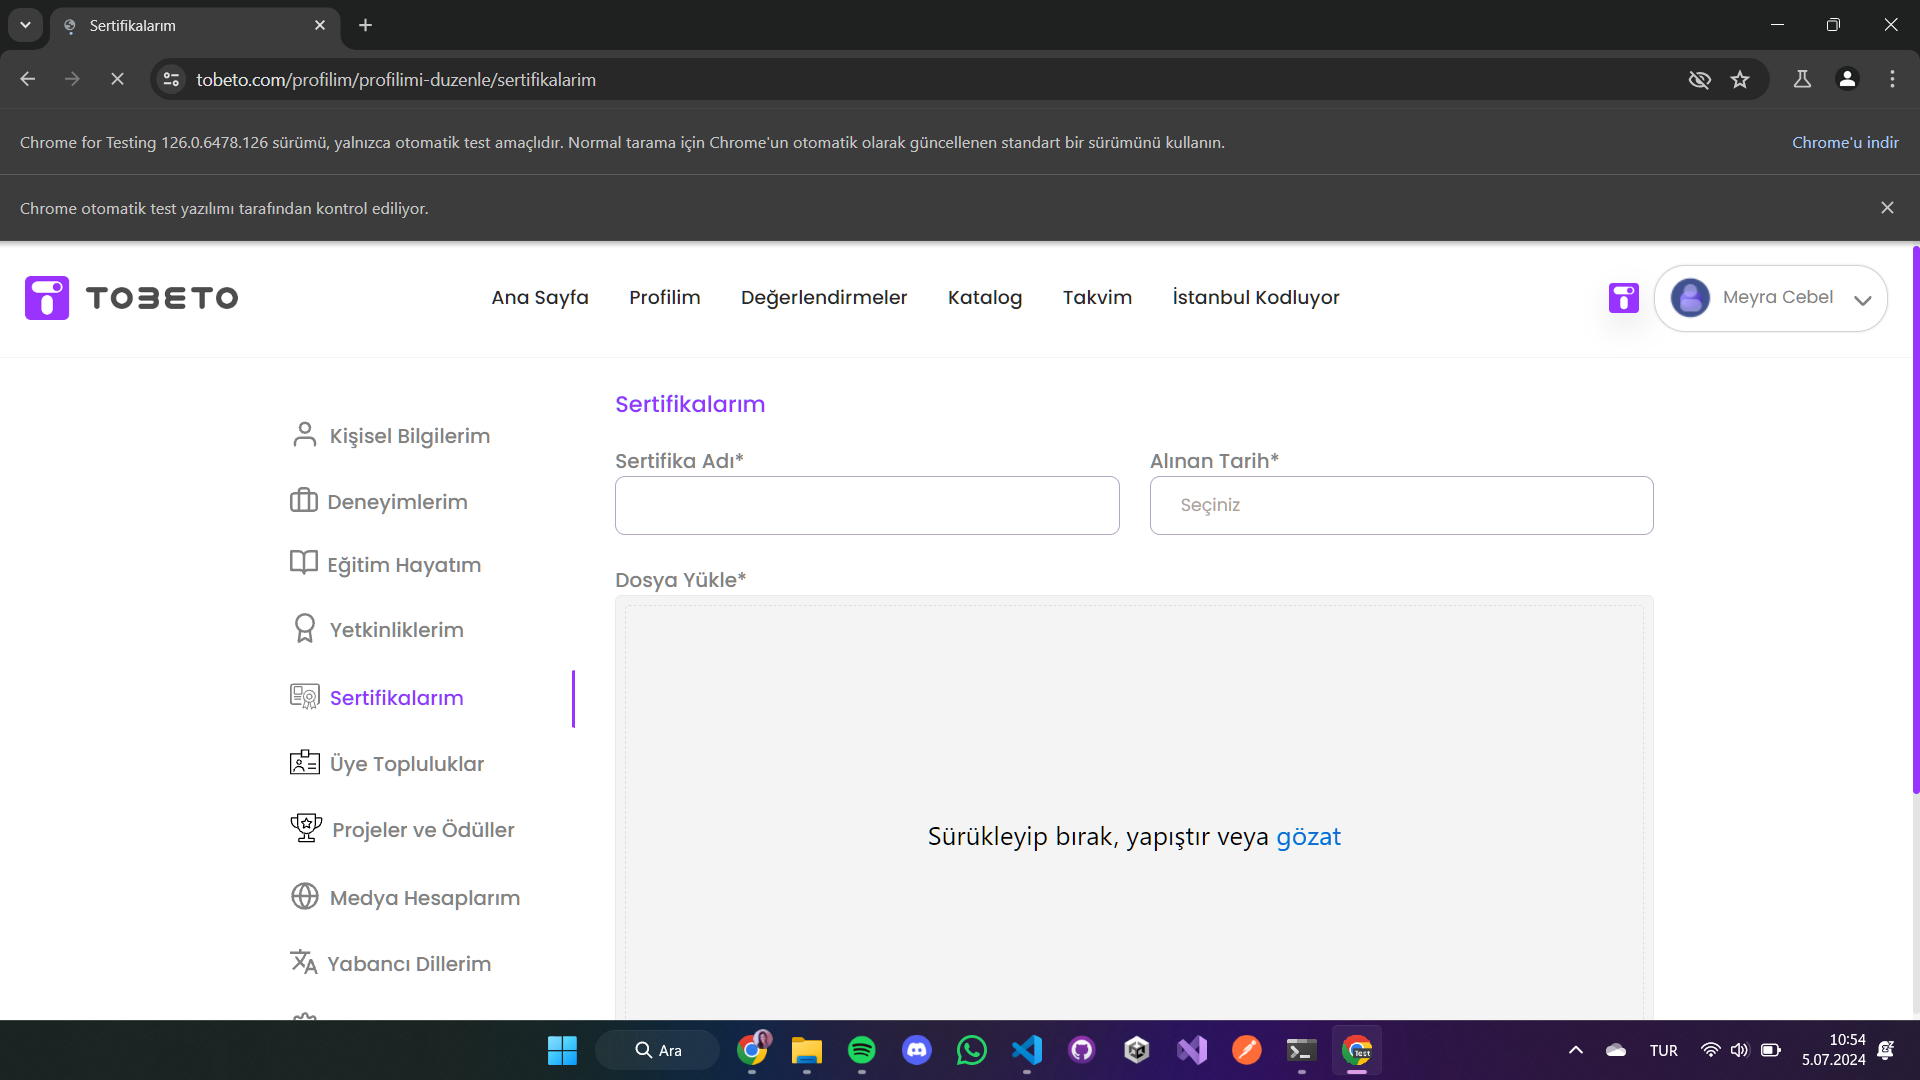 Sertifikalarım
tobeto.com/profilim/profilimi-duzenle/sertifikalarim
Chrome for Testing 126.0.6478.126 sürümü, yalnızca otomatik test amaçlıdır. Normal tarama için Chrome'un otomatik olarak güncellenen standart bir sürümünü kullanın.
Chrome'u indir
Chrome otomatik test yazılımı tarafından kontrol ediliyor.
TOBETO
Ana Sayfa
Profilim
Değerlendirmeler
Katalog
Takvim
İstanbul Kodluyor
Meyra Cebel
Kişisel Bilgilerim
Deneyimlerim
Eğitim Hayatım
Yetkinliklerim
Sertifikalarım
Üye Topluluklar
Projeler ve Ödüller
Medya Hesaplarım
Yabancı Dillerim
Sertifikalarım
Sertifika Adı*
Alınan Tarih*
Seçiniz
Dosya Yükle*
Sürükleyip bırak, yapıştır veya gözat
Ara
Test
TUR
10:54
5.07.2024